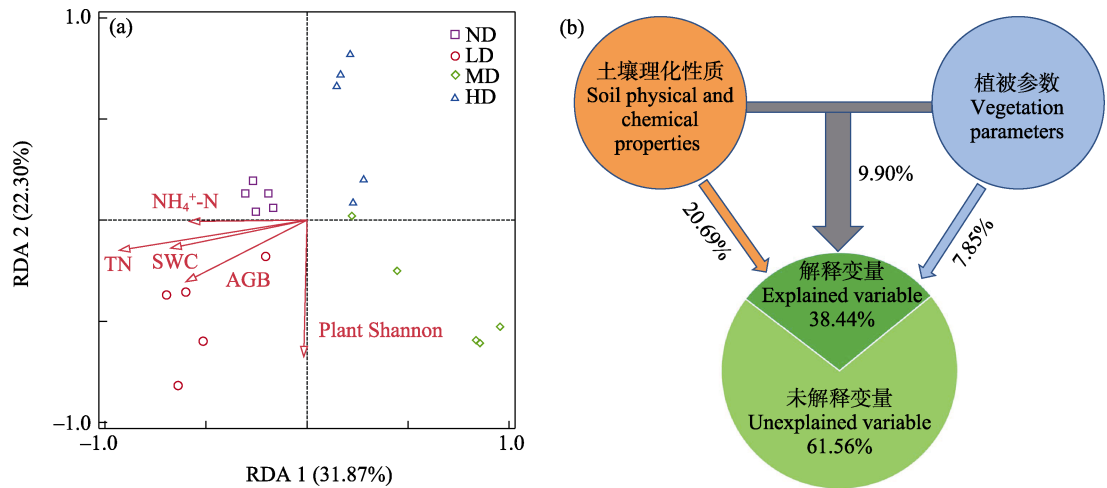 (a)
1.0
ND
LD
MD
HD
NH₄⁺-N
TN
SWC
AGB
Plant Shannon
RDA 2 (22.30%)
−1.0
−1.0
1.0
RDA 1 (31.87%)
(b)
土壤理化性质
Soil physical and
chemical
properties
植被参数
Vegetation
parameters
9.90%
20.69%
7.85%
解释变量
Explained variable
38.44%
未解释变量
Unexplained variable
61.56%